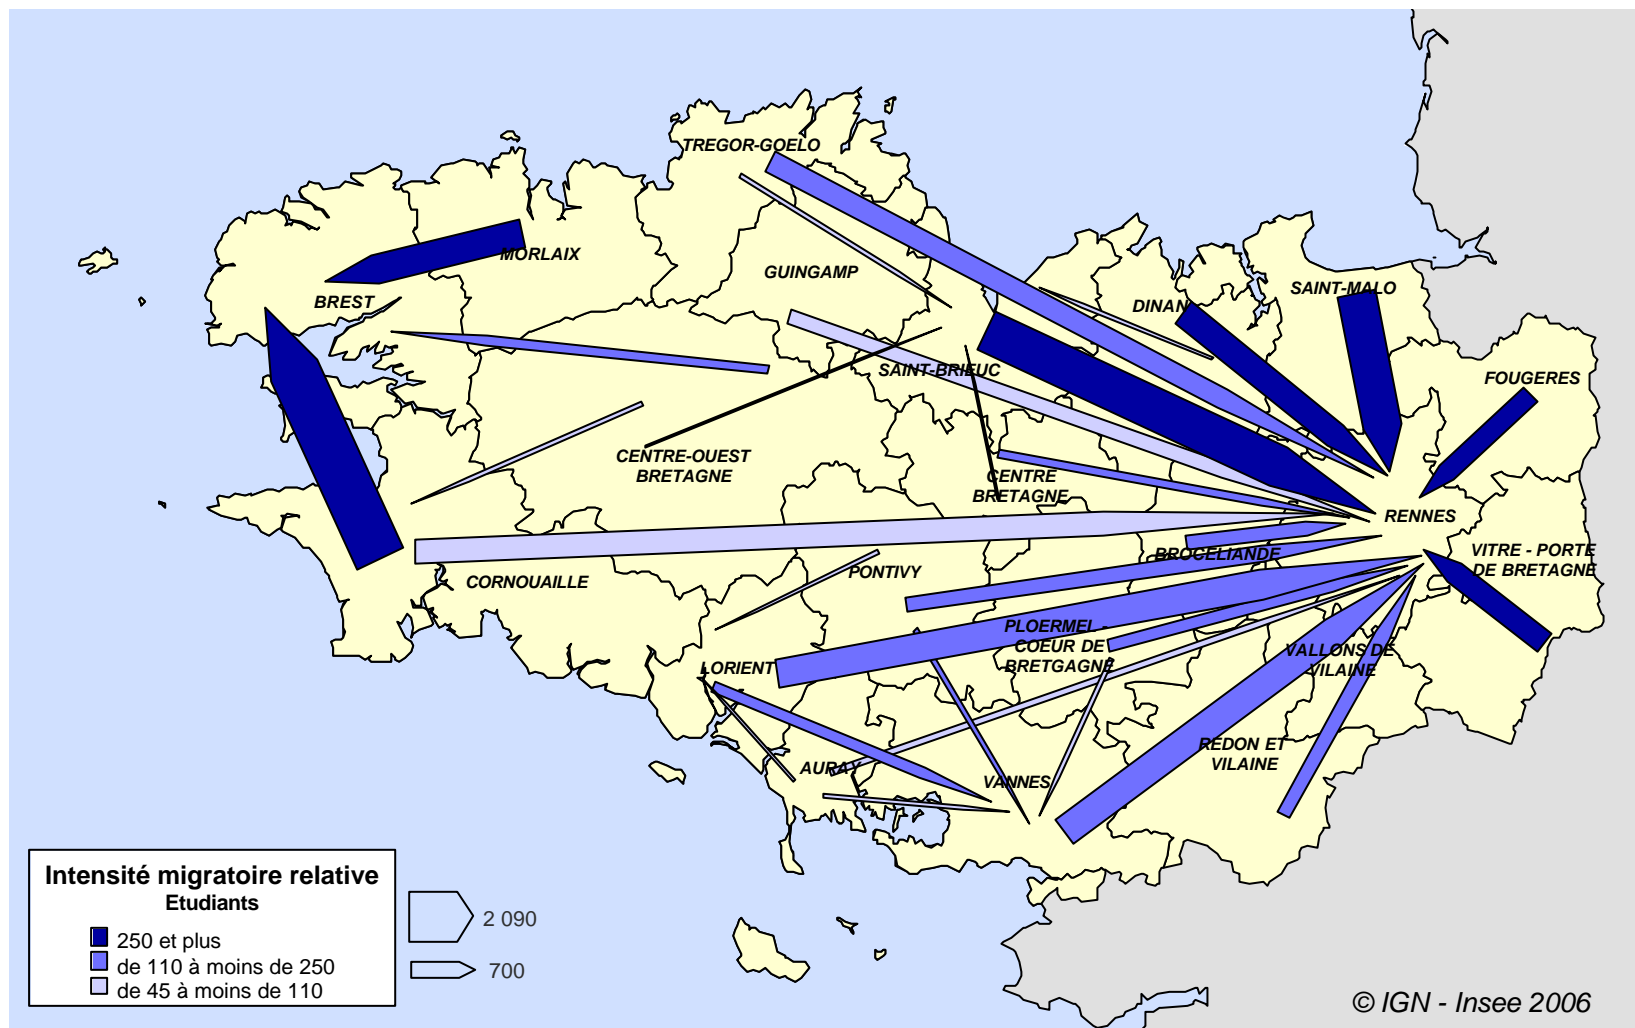 TREGOR-GOELO
MORLAIX
GUINGAMP
BREST
DINAN
SAINT-MALO
SAINT-BRIEUC
FOUGERES
CENTRE-OUEST
BRETAGNE
CENTRE
BRETAGNE
RENNES
BROCELIANDE
VITRE - PORTE
DE BRETAGNE
CORNOUAILLE
PONTIVY
PLOERMEL -
COEUR DE
BRETGAGNE
LORIENT
VALLONS DE
VILAINE
REDON ET
VILAINE
AURAY
VANNES
Intensité migratoire relative
Etudiants
250 et plus
de 110 à moins de 250
de 45 à moins de 110
2 090
700
© IGN - Insee 2006